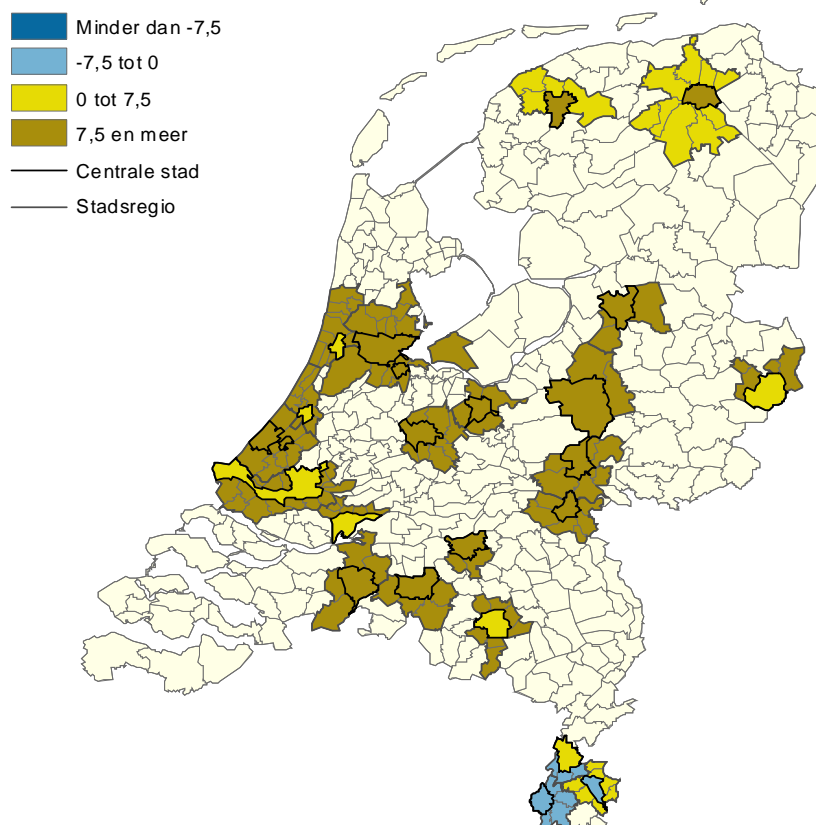 Minder dan -7,5
-7,5 tot 0
0 tot 7,5
7,5 en meer
Centrale stad
Stadsregio